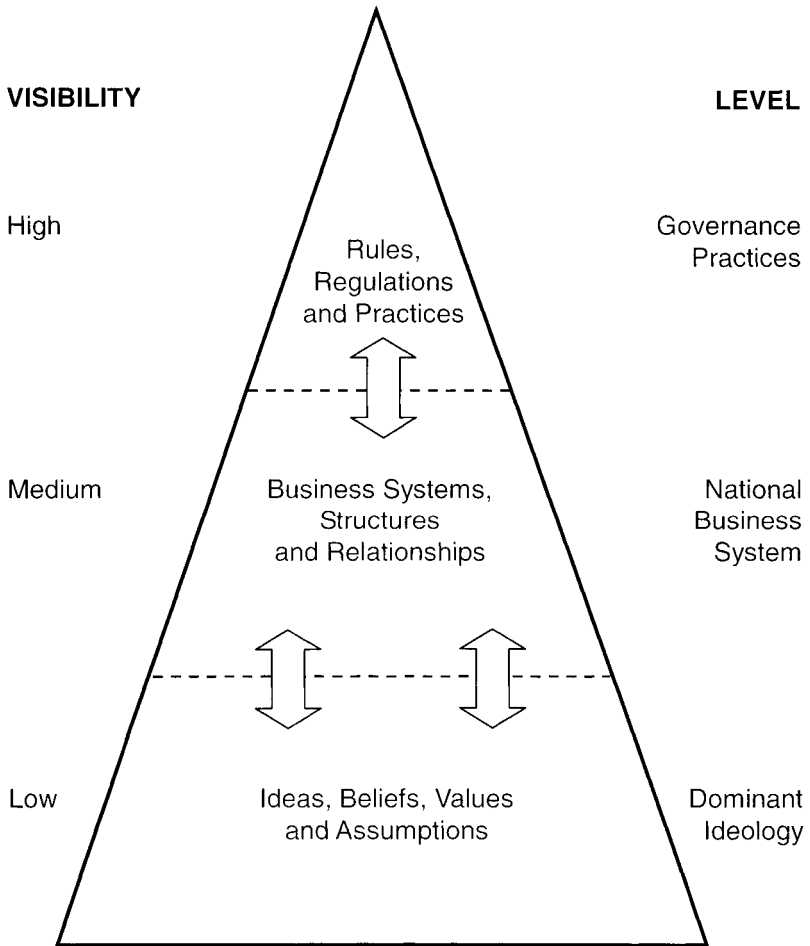 VISIBILITY
LEVEL
High
Rules,
Regulations
and Practices
Governance
Practices
Medium
Business Systems,
Structures
and Relationships
National
Business
System
Low
Ideas, Beliefs, Values
and Assumptions
Dominant
Ideology